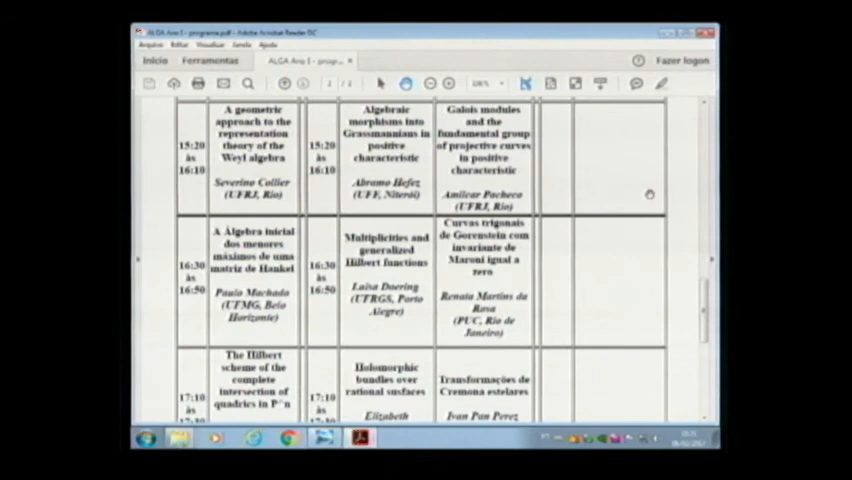 ALGA Ano I - programa.pdf - Adobe Acrobat Reader DC
Arquivo Editar Visualizar Janela Ajuda
Início Ferramentas ALGA Ano I - progr... × Fazer logon
15:20
às
16:10
A geometric
approach to the
representation
theory of the
Weyl algebra
Severino Collier
(UFRJ, Rio)
15:20
às
16:10
Algebraic
morphisms into
Grassmannians in
positive
characteristic
Abramo Hefez
(UFF, Niterói)
Galois modules
and the
fundamental group
of projective curves
in positive
characteristic
Amilcar Pacheco
(UFRJ, Rio)
16:30
às
16:50
A Álgebra inicial
dos menores
máximos de uma
matriz de Hankel
Paulo Machado
(UFMG, Belo
Horizonte)
16:30
às
16:50
Multiplicities and
generalized
Hilbert functions
Luisa Doering
(UFRGS, Porto
Alegre)
Curvas trigonais
de Gorenstein com
invariante de
Maroni igual a
zero
Renata Martins da
Rosa
(PUC, Rio de
Janeiro)
17:10
às
The Hilbert
scheme of the
complete
intersection of
quadrics in P^n
17:10
às
Holomorphic
bundles over
rational susfaces
Elizabeth
Transformações de
Cremona estelares
Ivan Pan Perez